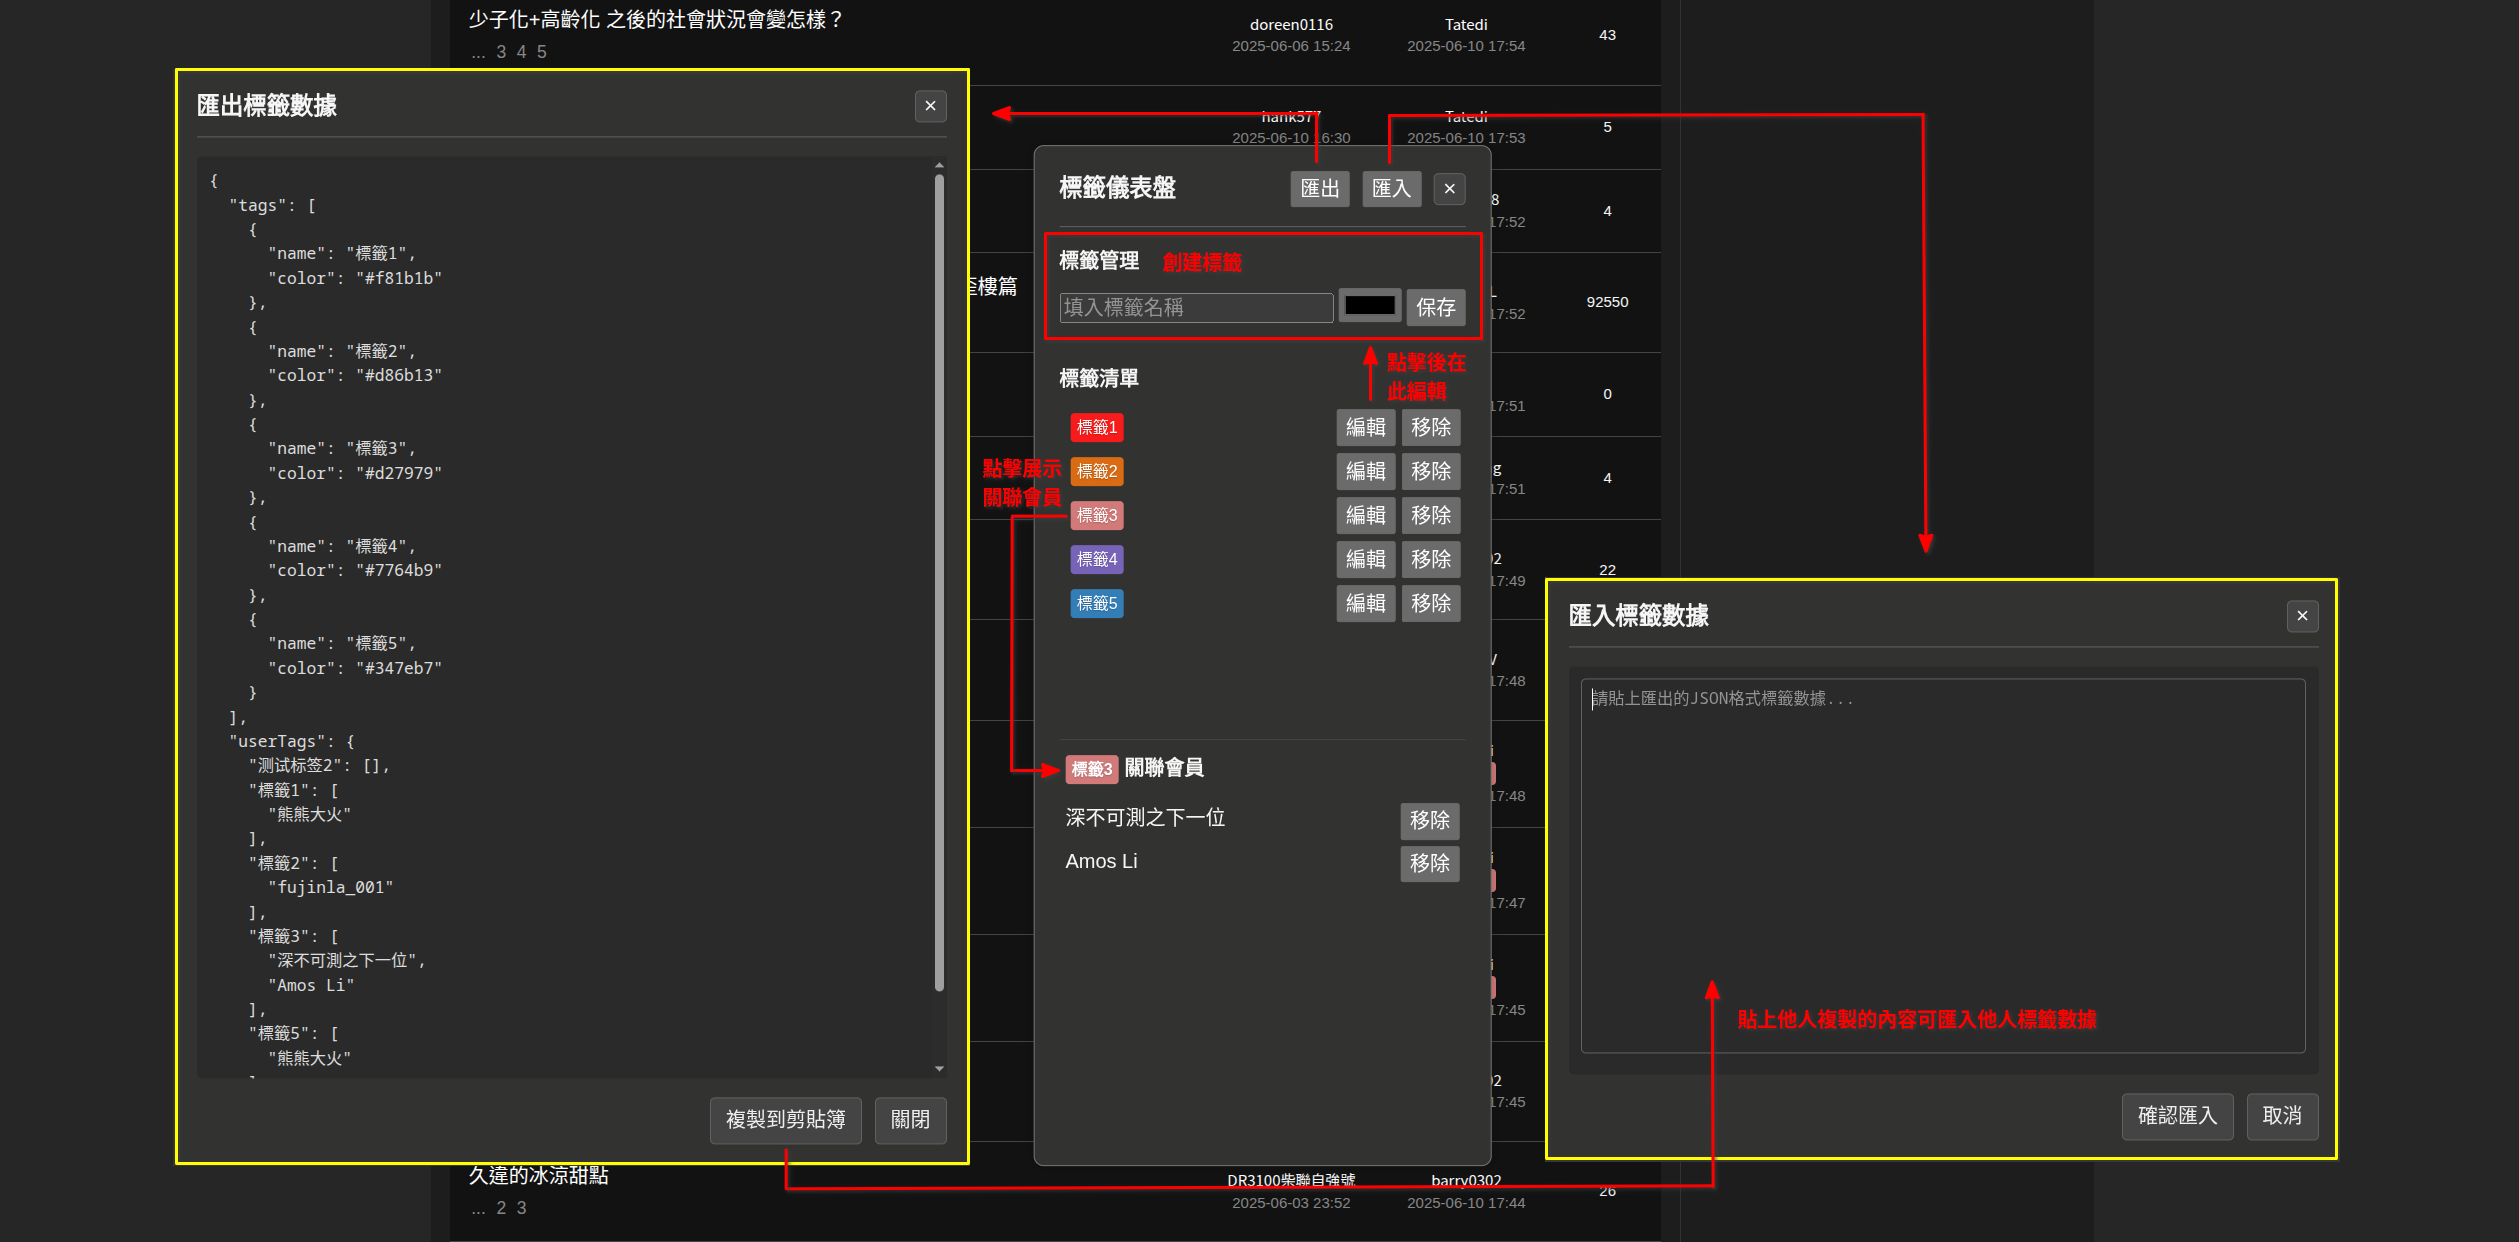 少子化+高齡化 之後的社會狀況會變怎樣？
... 3 4 5
doreen0116
2025-06-06 15:24
Tatedi
2025-06-10 17:54
43
hank577
2025-06-10 16:30
Tatedi
2025-06-10 17:53
5
匯出標籤數據
×
{
"tags": [
{
"name": "標籤1",
"color": "#f81b1b"
},
{
"name": "標籤2",
"color": "#d86b13"
},
{
"name": "標籤3",
"color": "#d27979"
},
{
"name": "標籤4",
"color": "#7764b9"
},
{
"name": "標籤5",
"color": "#347eb7"
}
],
"userTags": {
"测试标签2": [],
"標籤1": [
"熊熊大火"
],
"標籤2": [
"fujinla_001"
],
"標籤3": [
"深不可測之下一位",
"Amos Li"
],
"標籤5": [
"熊熊大火"
複製到剪貼簿 關閉
標籤儀表盤
匯出 匯入 ×
標籤管理 創建標籤
填入標籤名稱 保存
點擊後在
此編輯
標籤清單
標籤1 編輯 移除
標籤2 編輯 移除
標籤3 編輯 移除
標籤4 編輯 移除
標籤5 編輯 移除
點擊展示
關聯會員
標籤3 關聯會員
深不可測之下一位 移除
Amos Li 移除
樓篇
8
17:52
4
L
17:52
92550
17:51
0
g
17:51
4
02
17:49
22
V
17:48
i
17:48
i
17:47
i
17:45
02
17:45
匯入標籤數據
×
請貼上匯出的JSON格式標籤數據...
貼上他人複製的內容可匯入他人標籤數據
確認匯入 取消
久違的冰涼甜點
... 2 3
DR3100柴聯自強號
2025-06-03 23:52
barry0302
2025-06-10 17:44
26